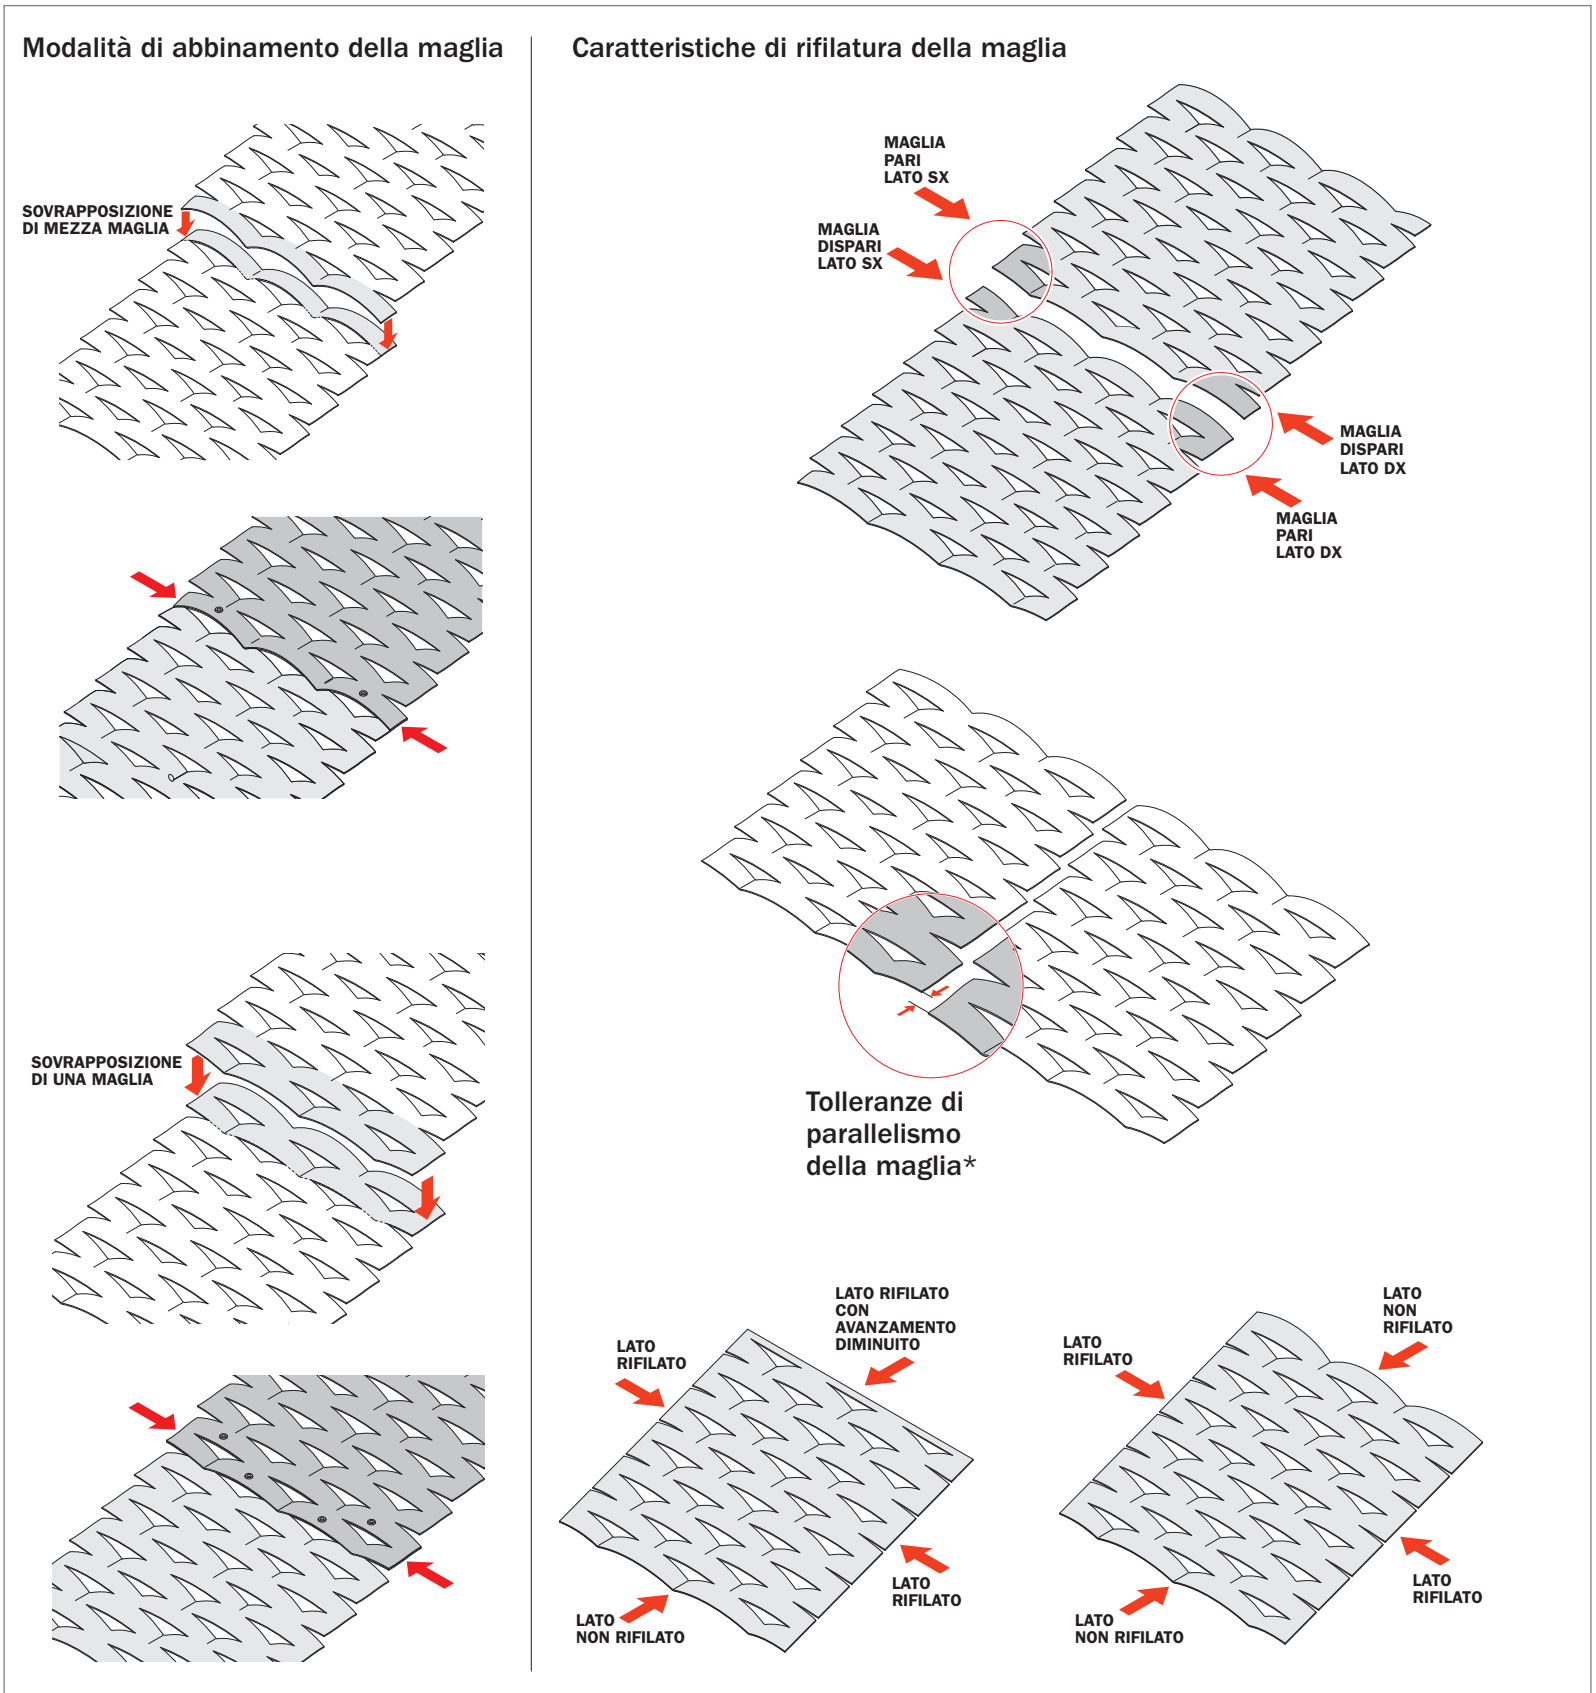 Modalità di abbinamento della maglia
SOVRAPPOSIZIONE
DI MEZZA MAGLIA
SOVRAPPOSIZIONE
DI UNA MAGLIA
Caratteristiche di rifilatura della maglia
MAGLIA
PARI
LATO SX
MAGLIA
DISPARI
LATO SX
MAGLIA
DISPARI
LATO DX
MAGLIA
PARI
LATO DX
Tolleranze di
parallelismo
della maglia*
LATO RIFILATO
CON
AVANZAMENTO
DIMINUITO
LATO
RIFILATO
LATO
RIFILATO
LATO
NON RIFILATO
LATO
NON
RIFILATO
LATO
RIFILATO
LATO
RIFILATO
LATO
NON RIFILATO